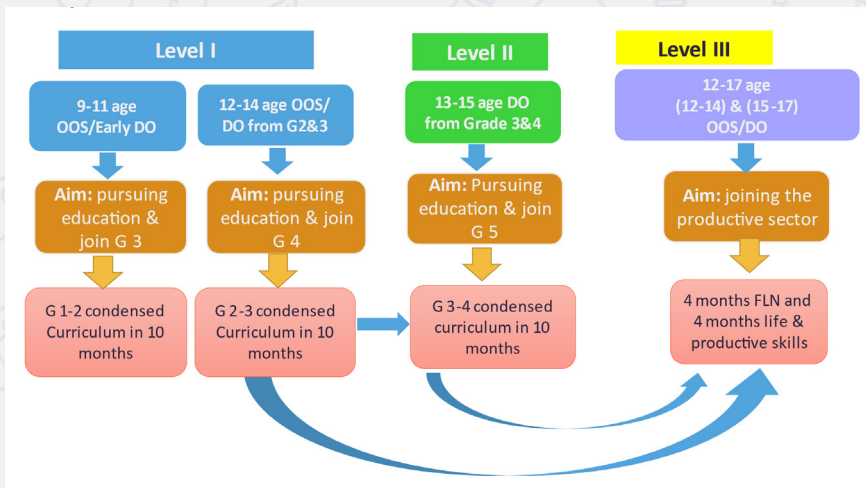 Level I
Level II
Level III
9-11 age
OOS/Early DO
12-14 age OOS/
DO from G2&3
13-15 age DO
from Grade 3&4
12-17 age
(12-14) & (15-17)
OOS/DO
Aim: pursuing
education &
join G 3
Aim: pursuing
education & join
G 4
Aim: Pursuing
education & join
G 5
Aim: joining the
productive sector
G 1-2 condensed
Curriculum in 10
months
G 2-3 condensed
Curriculum in 10
months
G 3-4 condensed
curriculum in 10
months
4 months FLN and
4 months life &
productive skills